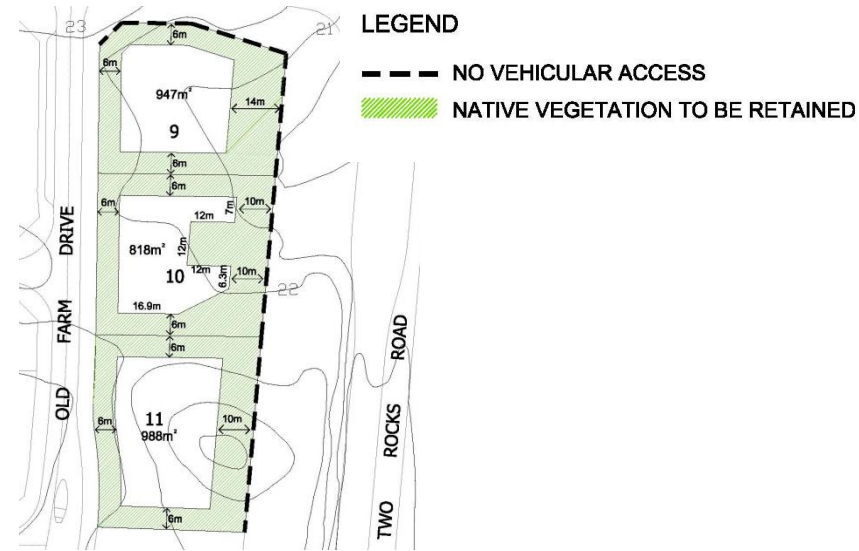 23
21
LEGEND
NO VEHICULAR ACCESS
NATIVE VEGETATION TO BE RETAINED
6m
6m
947m²
14m
9
6m
6m
6m
10m
7m
12m
818m²
12m
12m
10m
6.3m
10
22
16.9m
6m
6m
11
988m²
6m
10m
6m
OLD FARM DRIVE
TWO ROCKS ROAD